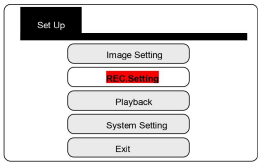 Set Up
Image Setting
REC.Setting
Playback
System Setting
Exit